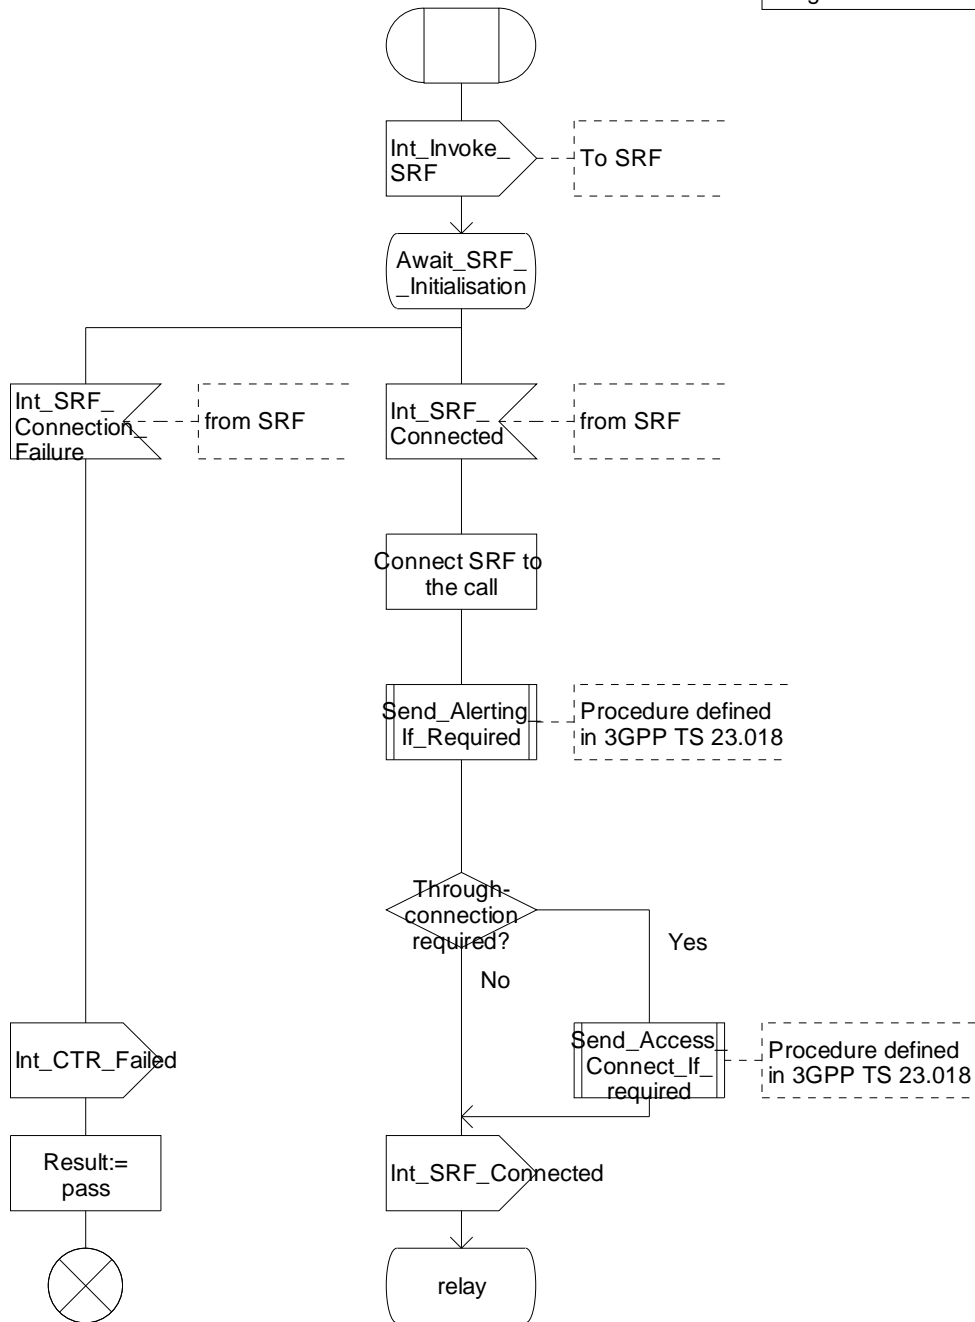 Int_Invoke_
SRF
To SRF
Await_SRF_
_Initialisation
Int_SRF_
Connection_
Failure
from SRF
Int_SRF_
Connected
from SRF
Connect SRF to
the call
Send_Alerting_
If_Required
Procedure defined
in 3GPP TS 23.018
Through-
connection
required?
Yes
No
Int_CTR_Failed
Send_Access_
Connect_If_
required
Procedure defined
in 3GPP TS 23.018
Result:=
pass
Int_SRF_Connected
relay